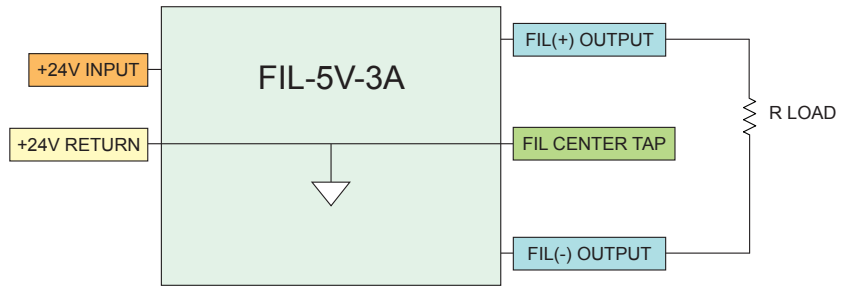 FIL-5V-3A
+24V INPUT
+24V RETURN
FIL(+) OUTPUT
FIL CENTER TAP
FIL(-) OUTPUT
R LOAD